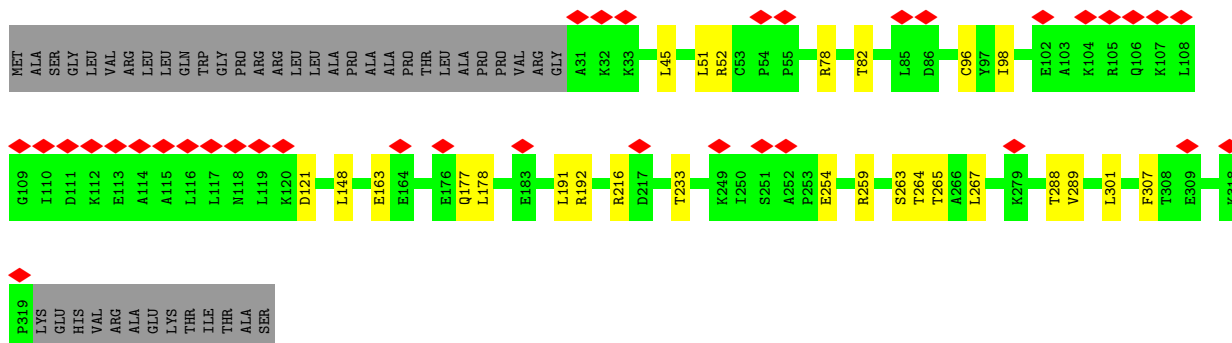 MET ALA SER GLY LEU VAL ARG LEU LEU GLN TRP GLY PRO ARG ARG LEU LEU ALA PRO ALA ALA PRO THR LEU ALA PRO PRO VAL ARG GLY A31 K32 K33 L45 L51 R52 C53 P54 P55 R78 T82 L85 D86 C96 Y97 I98 E102 A103 K104 R105 Q106 K107 L108
G109 I110 D111 K112 E113 A114 A115 L116 L117 N118 L119 K120 D121 L148 E163 E164 E176 Q177 L178 E183 L191 R192 R216 D217 T233 K249 I250 S251 A252 P253 E254 R259 S263 T264 T265 A266 L267 K279 T288 V289 L301 F307 T308 E309 K318
P319 LYS GLU HIS VAL ARG ALA GLU LYS THR ILE THR ALA SER